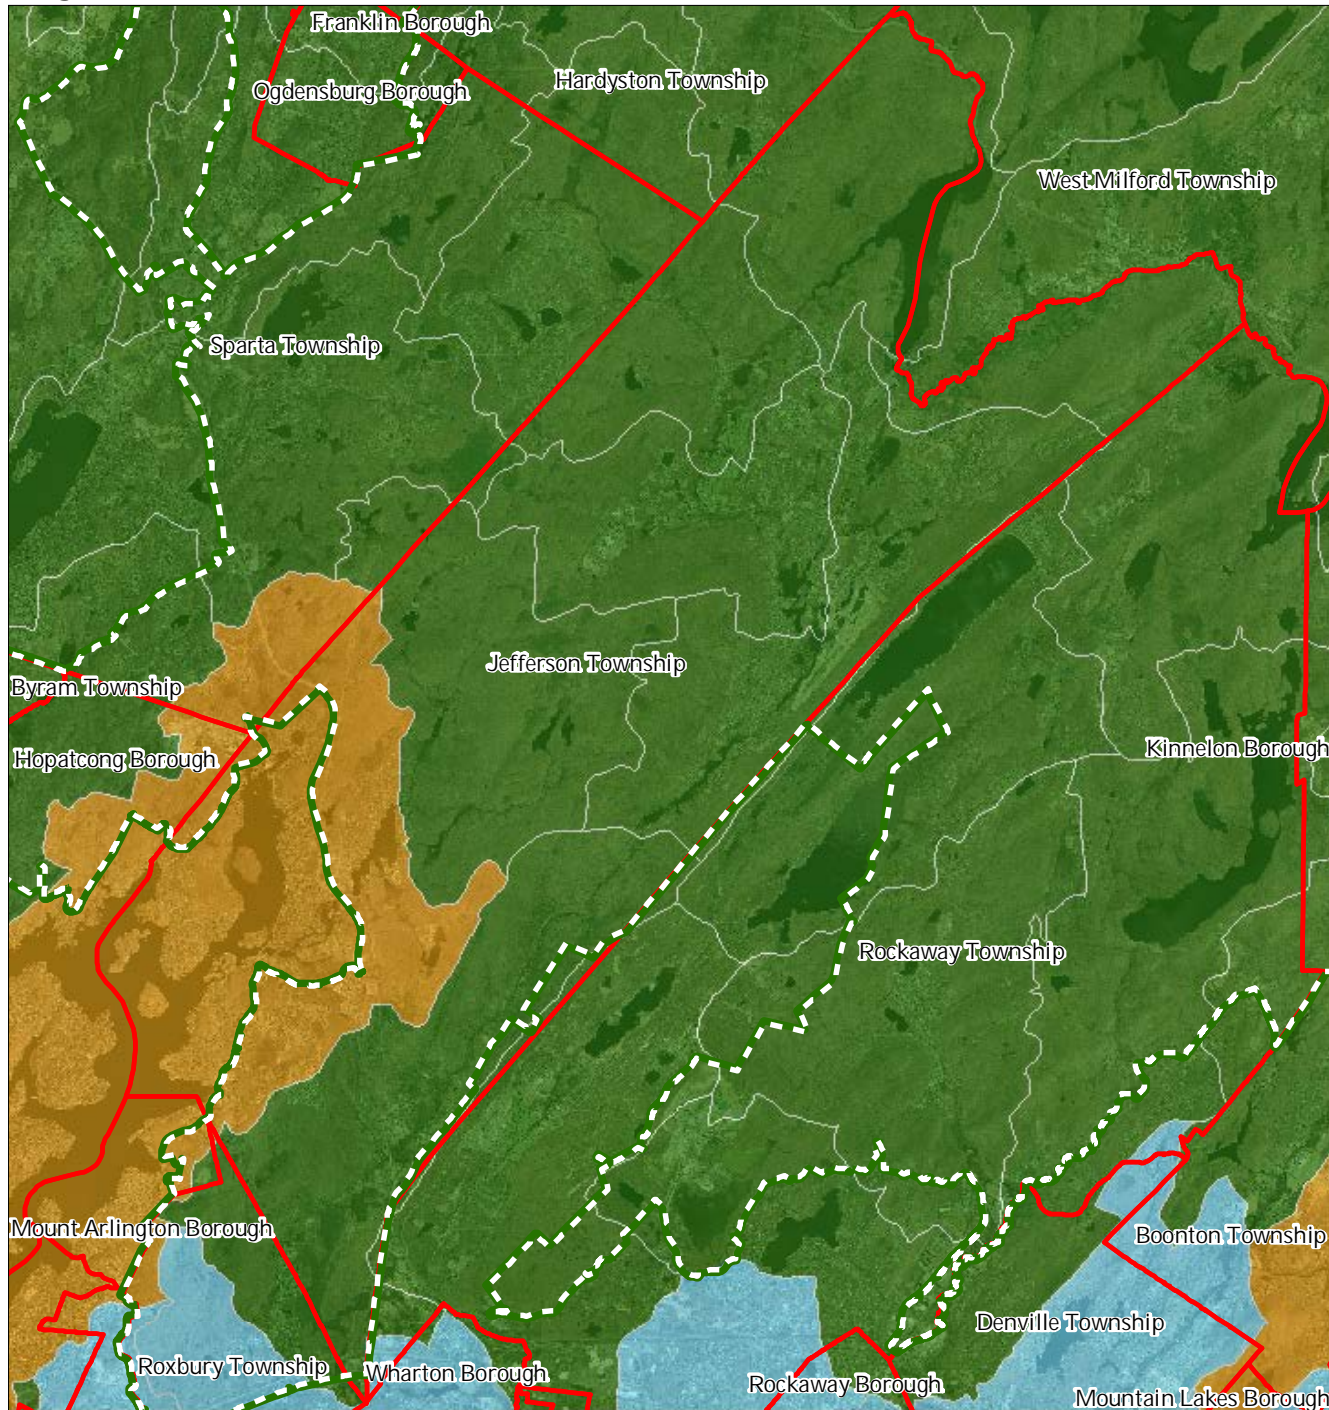 Franklin Borough
Hardyston Township
Ogdensburg Borough
West Milford Township
Sparta Township
Jefferson Township
Byram Township
Kinnelon Borough
Hopatcong Borough
Rockaway Township
Mount Arlington Borough
Boonton Township
Denville Township
Roxbury Township
Wharton Borough
Rockaway Borough
Mountain Lakes Borough